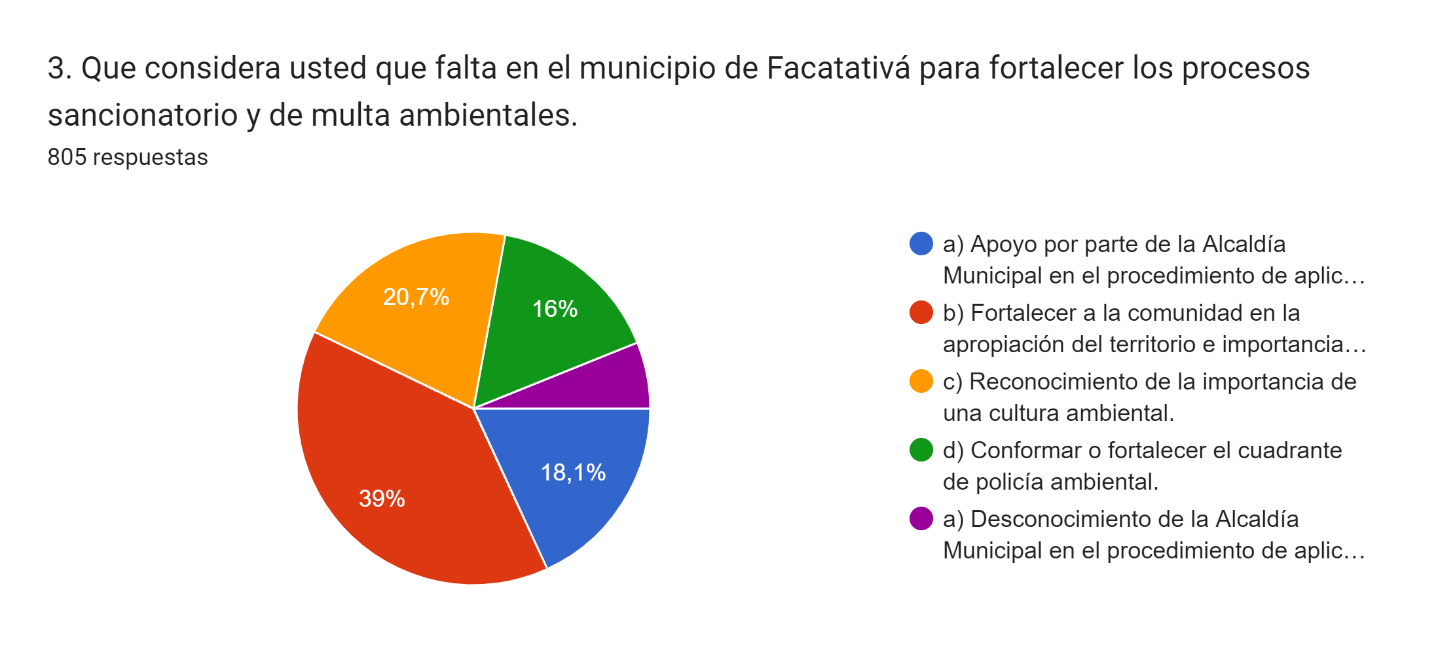 3. Que considera usted que falta en el municipio de Facatativá para fortalecer los procesos
sancionatorio y de multa ambientales.
805 respuestas
20,7%
16%
18,1%
39%
a) Apoyo por parte de la Alcaldía
Municipal en el procedimiento de aplic…
b) Fortalecer a la comunidad en la
apropiación del territorio e importancia…
c) Reconocimiento de la importancia de
una cultura ambiental.
d) Conformar o fortalecer el cuadrante
de policía ambiental.
a) Desconocimiento de la Alcaldía
Municipal en el procedimiento de aplic…